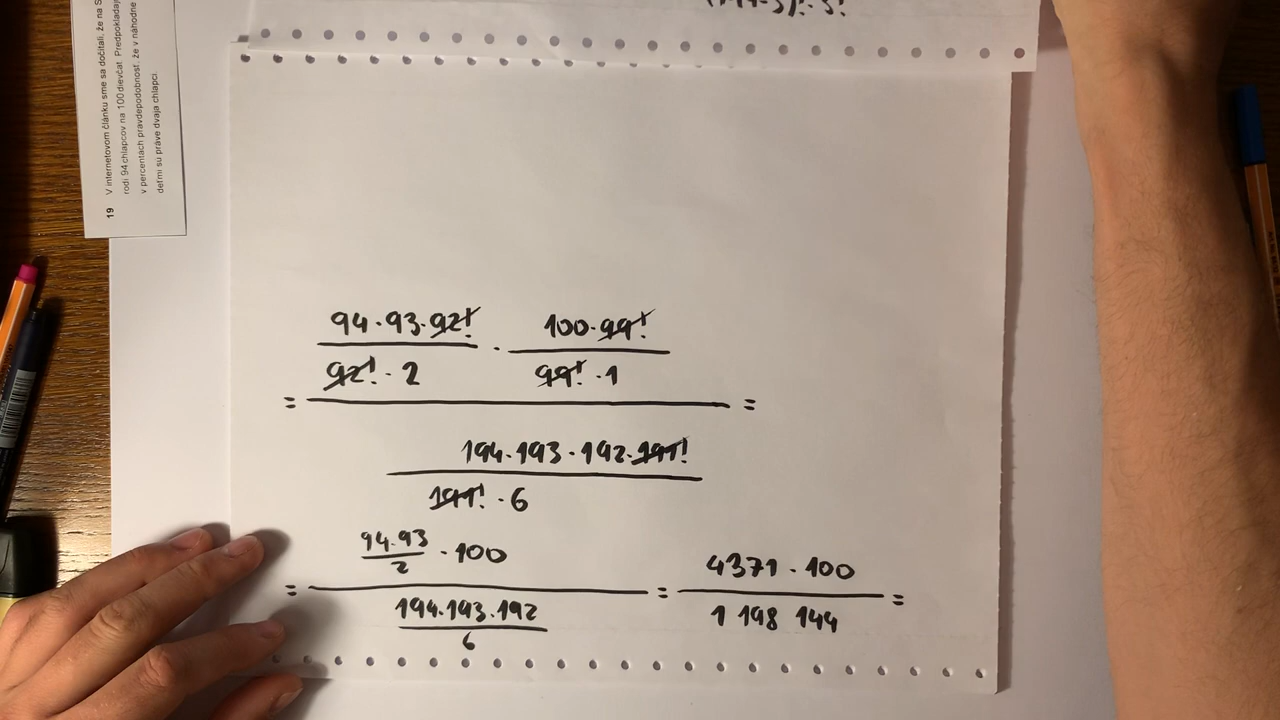 19 V internetovom článku sme sa dočítali, že na S
rodí 94 chlapcov na 100 dievčat. Predpokladaj
v percentách pravdepodobnosť, že v náhodne
deťmi sú práve dvaja chlapci.
94·93·92! · 100·99!
92!·2 99!·1
= =
194·193·192·191!
191!·6
= 94·93/2 ·100 = 4371·100 =
194·193·192/6 1 198 144